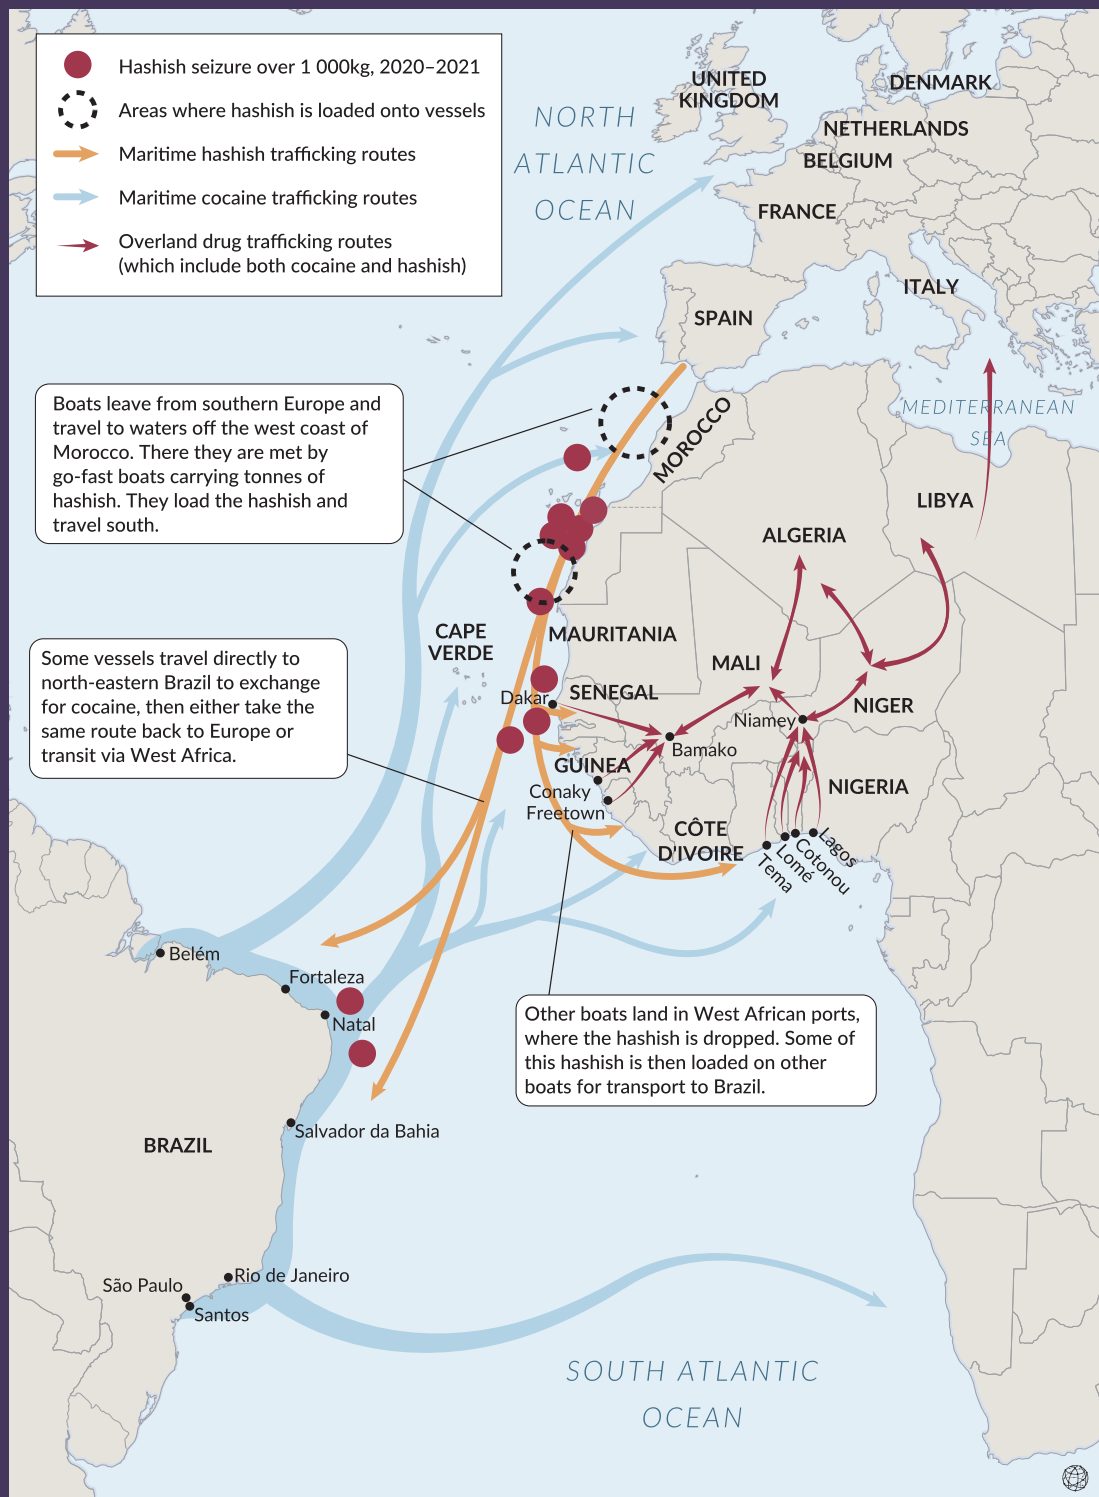 Hashish seizure over 1 000kg, 2020–2021
Areas where hashish is loaded onto vessels
Maritime hashish trafficking routes
Maritime cocaine trafficking routes
Overland drug trafficking routes
(which include both cocaine and hashish)
NORTH
ATLANTIC
OCEAN
UNITED
KINGDOM
DENMARK
NETHERLANDS
BELGIUM
FRANCE
ITALY
SPAIN
MEDITERRANEAN
SEA
MOROCCO
Boats leave from southern Europe and
travel to waters off the west coast of
Morocco. There they are met by
go-fast boats carrying tonnes of
hashish. They load the hashish and
travel south.
LIBYA
ALGERIA
CAPE
VERDE
MAURITANIA
MALI
Some vessels travel directly to
north-eastern Brazil to exchange
for cocaine, then either take the
same route back to Europe or
transit via West Africa.
Dakar
SENEGAL
NIGER
Niamey
Bamako
GUINEA
Conaky
Freetown
NIGERIA
CÔTE
D'IVOIRE
Tema
Lomé
Cotonou
Lagos
Belém
Fortaleza
Natal
Other boats land in West African ports,
where the hashish is dropped. Some of
this hashish is then loaded on other
boats for transport to Brazil.
Salvador da Bahia
BRAZIL
Rio de Janeiro
São Paulo
Santos
SOUTH ATLANTIC
OCEAN